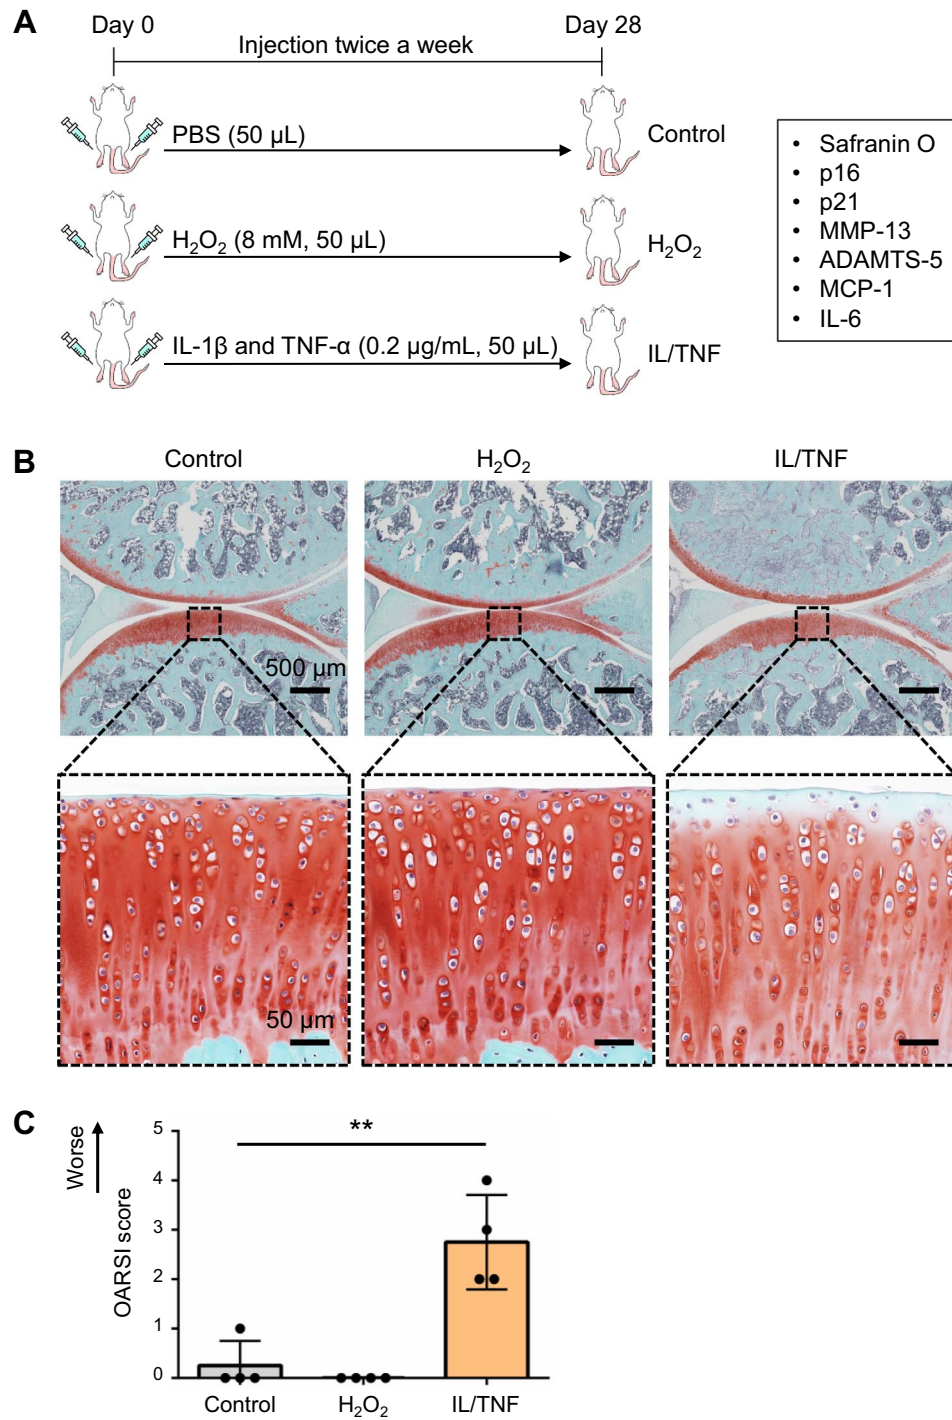 A
Day 0
Day 28
Injection twice a week
PBS (50 µL)
Control
H₂O₂ (8 mM, 50 µL)
H₂O₂
IL-1β and TNF-α (0.2 µg/mL, 50 µL)
IL/TNF
• Safranin O
• p16
• p21
• MMP-13
• ADAMTS-5
• MCP-1
• IL-6
B
Control
H₂O₂
IL/TNF
500 µm
50 µm
C
Worse
OARSI score
5
4
3
2
1
0
**
Control
H₂O₂
IL/TNF